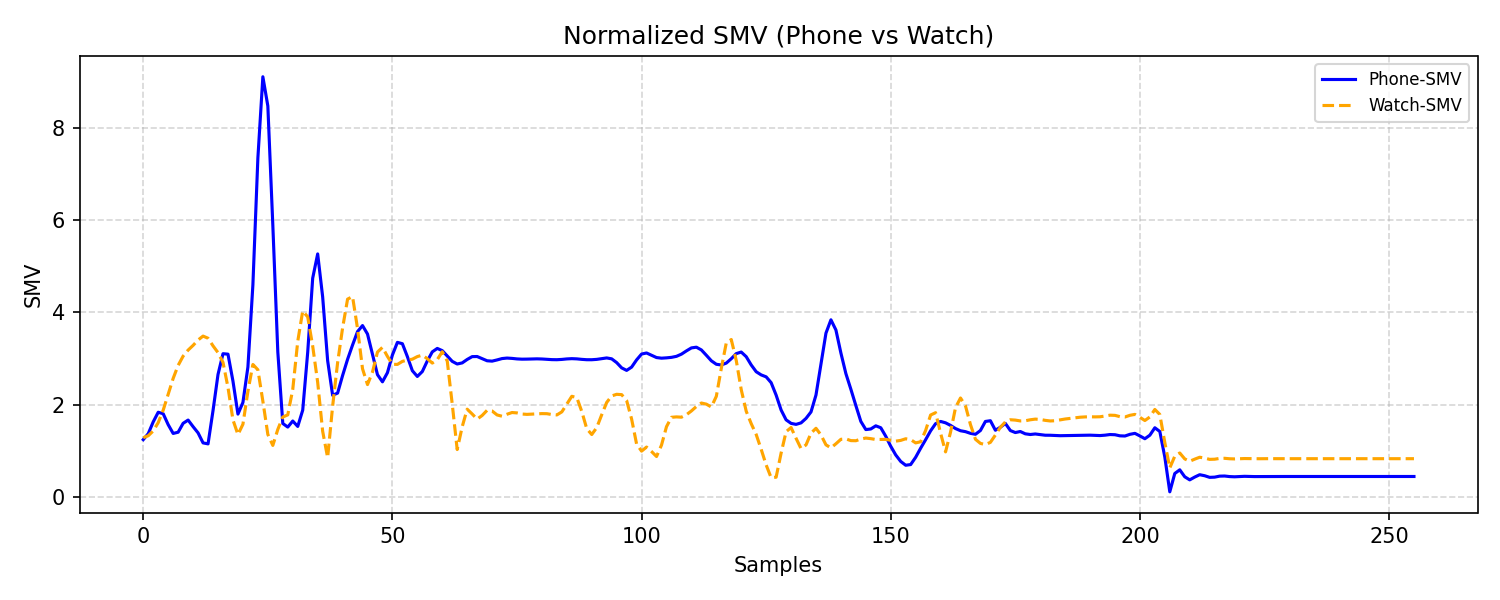 Normalized SMV (Phone vs Watch)
Phone-SMV
Watch-SMV
SMV
8
6
4
2
0
0 50 100 150 200 250
Samples